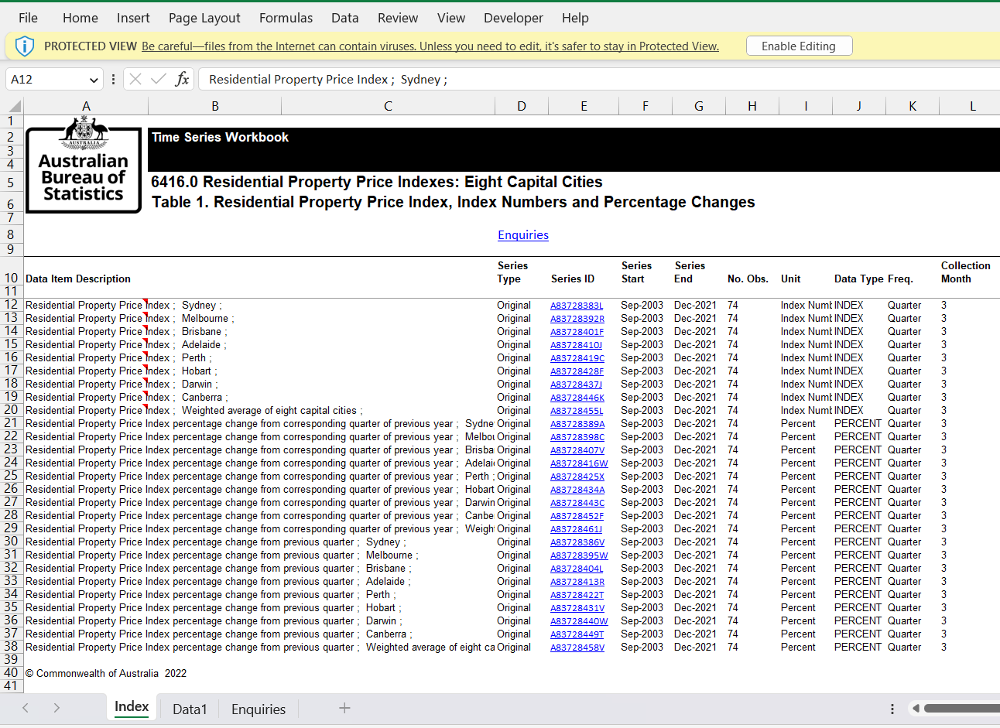 File Home Insert Page Layout Formulas Data Review View Developer Help
PROTECTED VIEW Be careful—files from the Internet can contain viruses. Unless you need to edit, it's safer to stay in Protected View. Enable Editing
A12 fx Residential Property Price Index ; Sydney ;
A B C D E F G H I J K L
1
2 Time Series Workbook
3
4
AUSTRALIA
Australian
Bureau of
Statistics
5 6416.0 Residential Property Price Indexes: Eight Capital Cities
6 Table 1. Residential Property Price Index, Index Numbers and Percentage Changes
7
8 Enquiries
9
10 Data Item Description Series Type Series ID Series Start Series End No. Obs. Unit Data Type Freq. Collection Month
11
12 Residential Property Price Index ; Sydney ; Original A83728383L Sep-2003 Dec-2021 74 Index Numb INDEX Quarter 3
13 Residential Property Price Index ; Melbourne ; Original A83728392R Sep-2003 Dec-2021 74 Index Numb INDEX Quarter 3
14 Residential Property Price Index ; Brisbane ; Original A83728401F Sep-2003 Dec-2021 74 Index Numb INDEX Quarter 3
15 Residential Property Price Index ; Adelaide ; Original A83728410J Sep-2003 Dec-2021 74 Index Numb INDEX Quarter 3
16 Residential Property Price Index ; Perth ; Original A83728419C Sep-2003 Dec-2021 74 Index Numb INDEX Quarter 3
17 Residential Property Price Index ; Hobart ; Original A83728428F Sep-2003 Dec-2021 74 Index Numb INDEX Quarter 3
18 Residential Property Price Index ; Darwin ; Original A83728437J Sep-2003 Dec-2021 74 Index Numb INDEX Quarter 3
19 Residential Property Price Index ; Canberra ; Original A83728446K Sep-2003 Dec-2021 74 Index Numb INDEX Quarter 3
20 Residential Property Price Index ; Weighted average of eight capital cities ; Original A83728455L Sep-2003 Dec-2021 74 Index Numb INDEX Quarter 3
21 Residential Property Price Index percentage change from corresponding quarter of previous year ; Sydne Original A83728389A Sep-2003 Dec-2021 74 Percent PERCENT Quarter 3
22 Residential Property Price Index percentage change from corresponding quarter of previous year ; Melbou Original A83728398C Sep-2003 Dec-2021 74 Percent PERCENT Quarter 3
23 Residential Property Price Index percentage change from corresponding quarter of previous year ; Brisba Original A83728407V Sep-2003 Dec-2021 74 Percent PERCENT Quarter 3
24 Residential Property Price Index percentage change from corresponding quarter of previous year ; Adelaid Original A83728416W Sep-2003 Dec-2021 74 Percent PERCENT Quarter 3
25 Residential Property Price Index percentage change from corresponding quarter of previous year ; Perth ; Original A83728425X Sep-2003 Dec-2021 74 Percent PERCENT Quarter 3
26 Residential Property Price Index percentage change from corresponding quarter of previous year ; Hobart Original A83728434A Sep-2003 Dec-2021 74 Percent PERCENT Quarter 3
27 Residential Property Price Index percentage change from corresponding quarter of previous year ; Darwin Original A83728443C Sep-2003 Dec-2021 74 Percent PERCENT Quarter 3
28 Residential Property Price Index percentage change from corresponding quarter of previous year ; Canbe Original A83728452F Sep-2003 Dec-2021 74 Percent PERCENT Quarter 3
29 Residential Property Price Index percentage change from corresponding quarter of previous year ; Weigh Original A83728461J Sep-2003 Dec-2021 74 Percent PERCENT Quarter 3
30 Residential Property Price Index percentage change from previous quarter ; Sydney ; Original A83728386V Sep-2003 Dec-2021 74 Percent PERCENT Quarter 3
31 Residential Property Price Index percentage change from previous quarter ; Melbourne ; Original A83728395W Sep-2003 Dec-2021 74 Percent PERCENT Quarter 3
32 Residential Property Price Index percentage change from previous quarter ; Brisbane ; Original A83728404L Sep-2003 Dec-2021 74 Percent PERCENT Quarter 3
33 Residential Property Price Index percentage change from previous quarter ; Adelaide ; Original A83728413R Sep-2003 Dec-2021 74 Percent PERCENT Quarter 3
34 Residential Property Price Index percentage change from previous quarter ; Perth ; Original A83728422T Sep-2003 Dec-2021 74 Percent PERCENT Quarter 3
35 Residential Property Price Index percentage change from previous quarter ; Hobart ; Original A83728431V Sep-2003 Dec-2021 74 Percent PERCENT Quarter 3
36 Residential Property Price Index percentage change from previous quarter ; Darwin ; Original A83728440W Sep-2003 Dec-2021 74 Percent PERCENT Quarter 3
37 Residential Property Price Index percentage change from previous quarter ; Canberra ; Original A83728449T Sep-2003 Dec-2021 74 Percent PERCENT Quarter 3
38 Residential Property Price Index percentage change from previous quarter ; Weighted average of eight ca Original A83728458V Sep-2003 Dec-2021 74 Percent PERCENT Quarter 3
39
40 © Commonwealth of Australia 2022
41
Index Data1 Enquiries